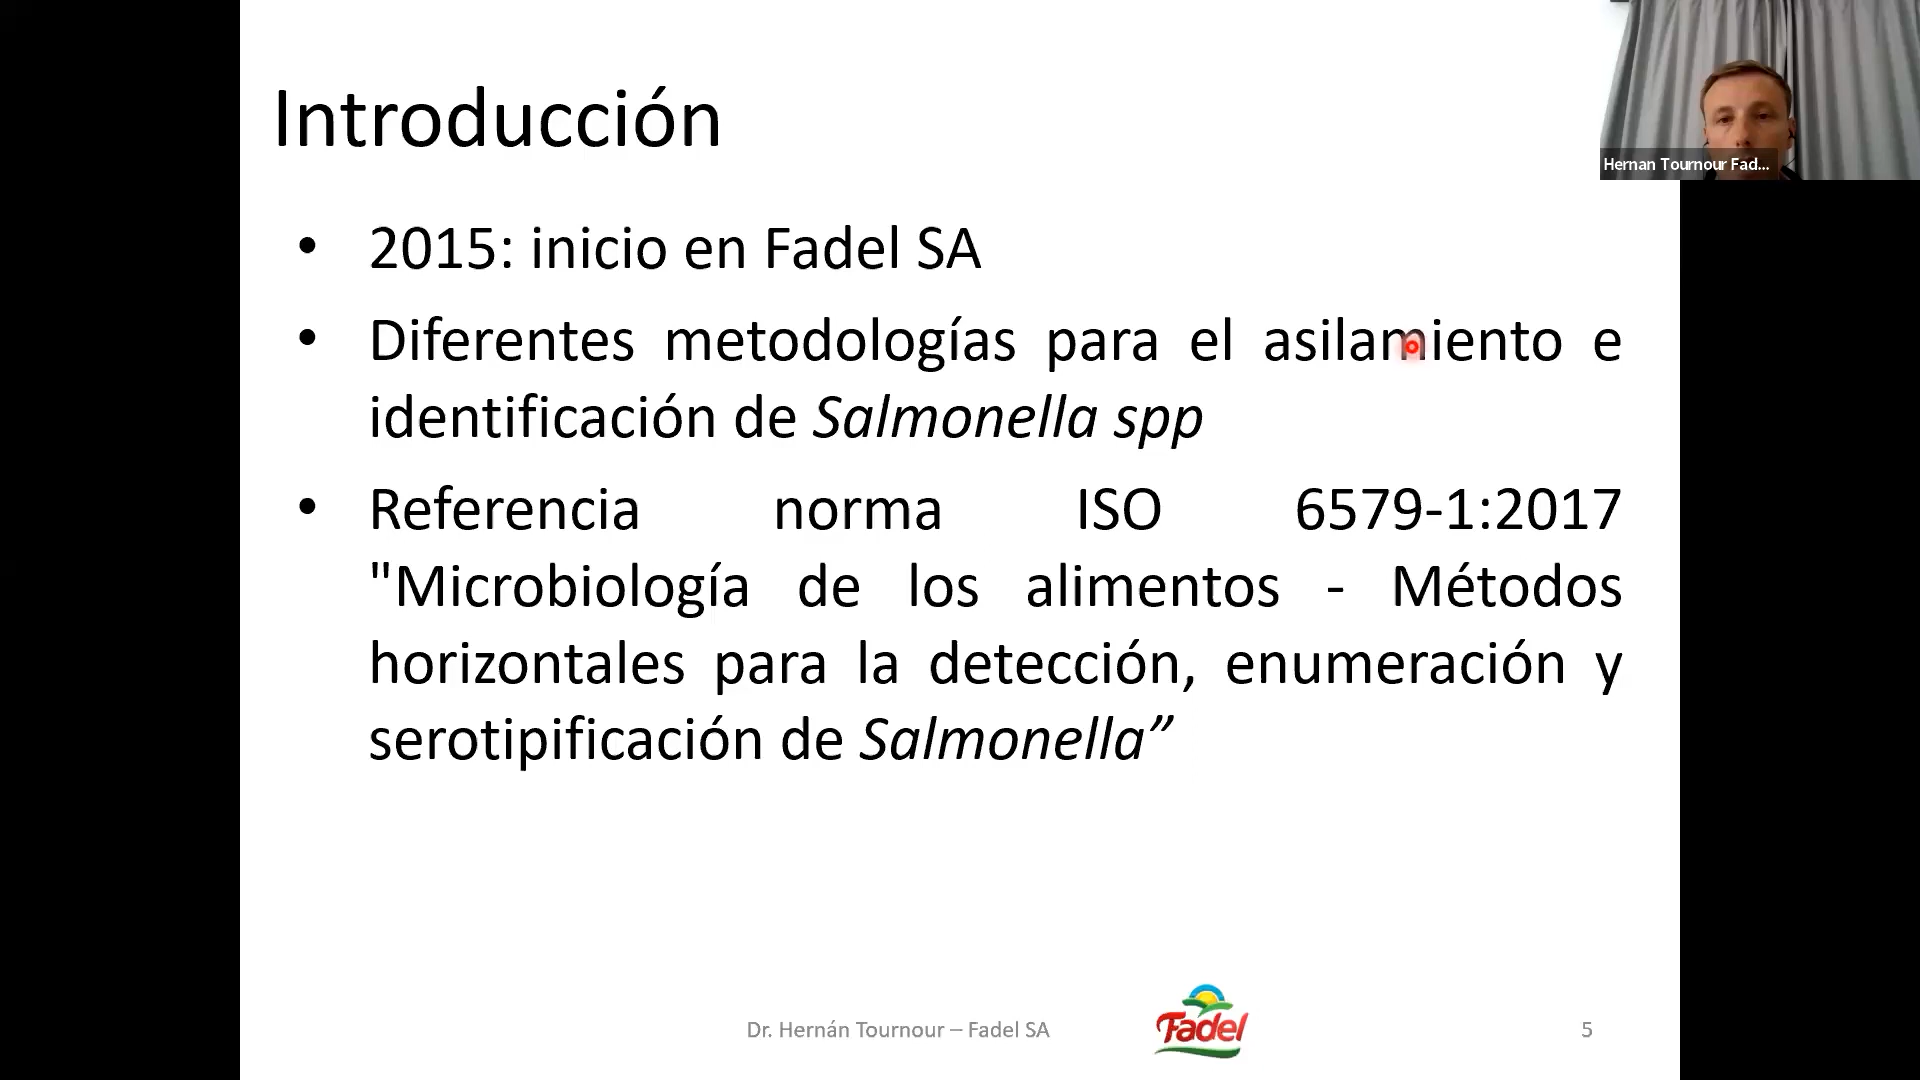 Introducción
Hernan Tournour Fad...
• 2015: inicio en Fadel SA
• Diferentes metodologías para el asilamiento e
identificación de Salmonella spp
• Referencia norma ISO 6579-1:2017
"Microbiología de los alimentos - Métodos
horizontales para la detección, enumeración y
serotipificación de Salmonella”
Dr. Hernán Tournour – Fadel SA
Fadel
5